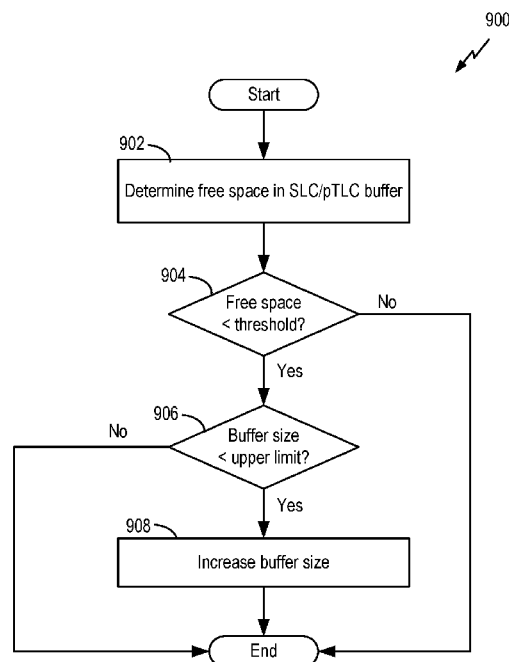 900
Start
902
Determine free space in SLC/pTLC buffer
904
Free space
< threshold?
No
Yes
906
No
Buffer size
< upper limit?
Yes
908
Increase buffer size
End